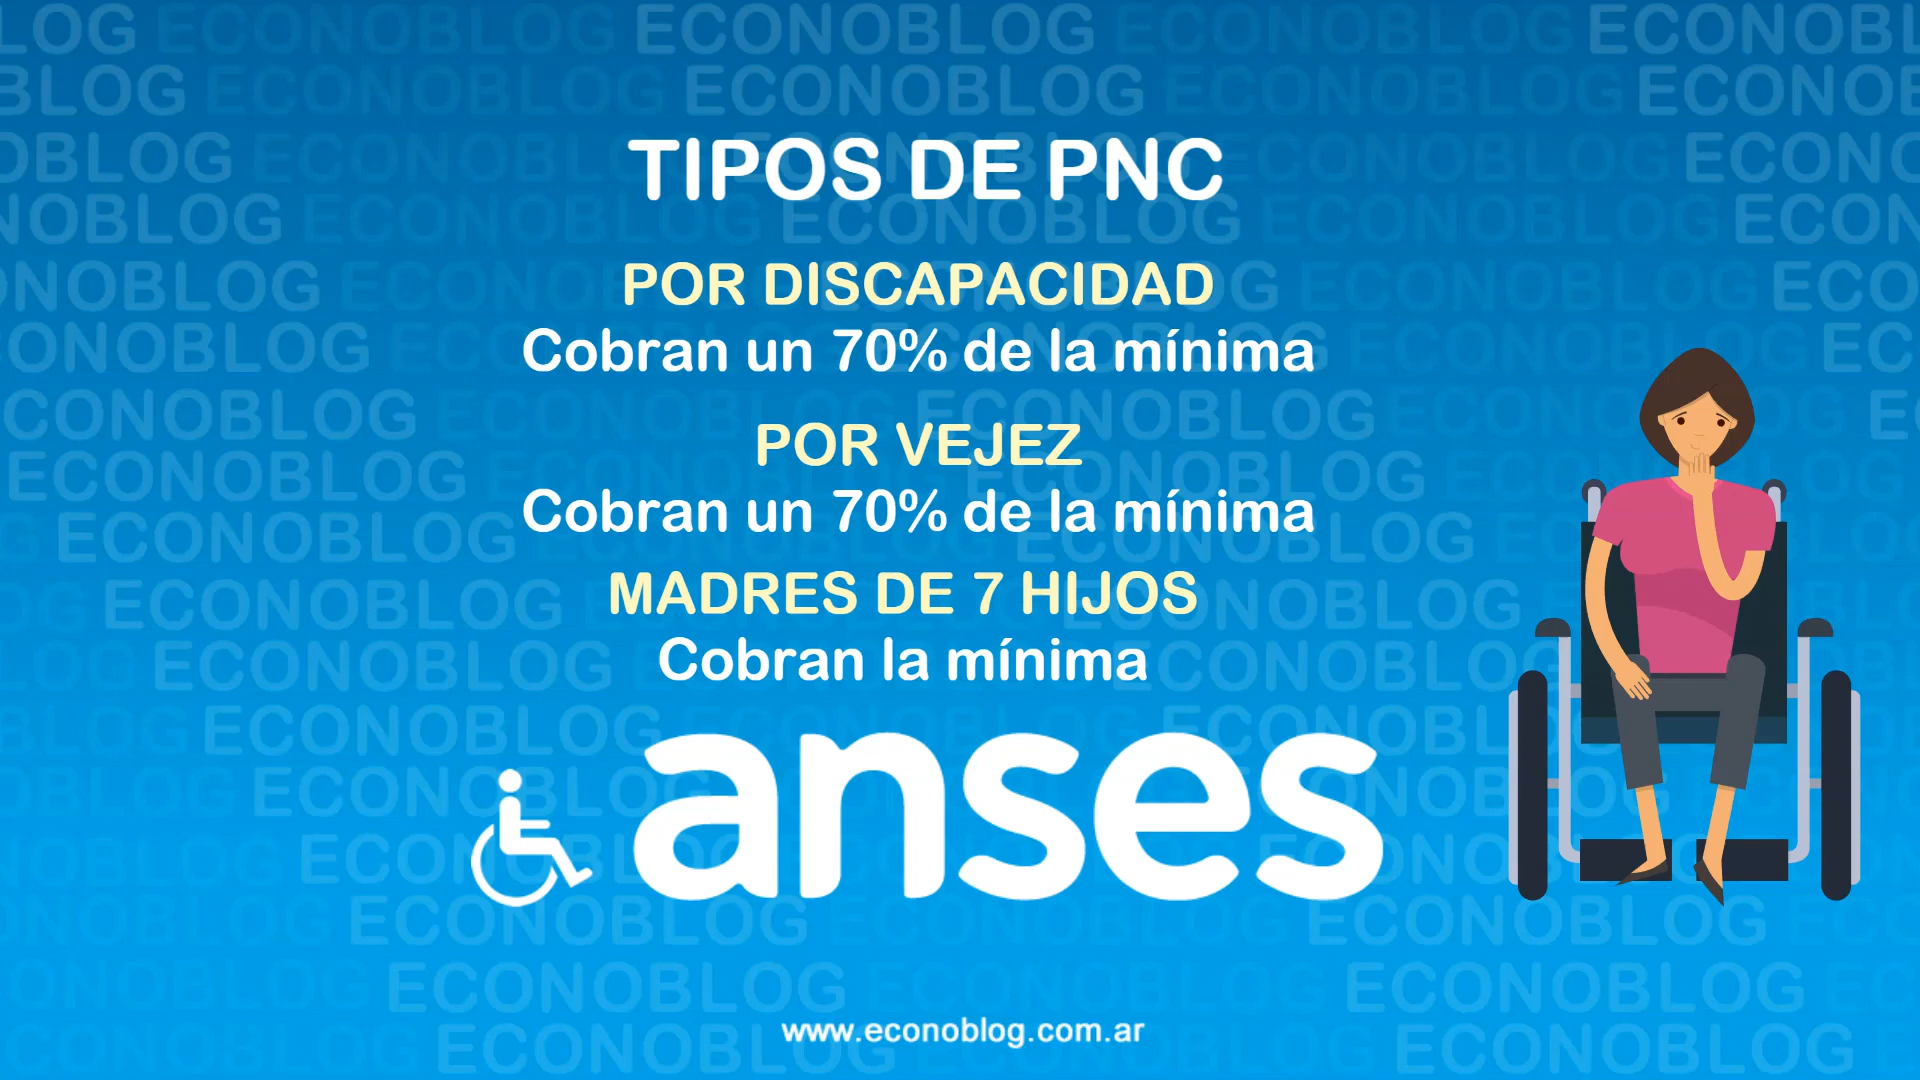 TIPOS DE PNC
POR DISCAPACIDAD
Cobran un 70% de la mínima
POR VEJEZ
Cobran un 70% de la mínima
MADRES DE 7 HIJOS
Cobran la mínima
anses
www.econoblog.com.ar
ECONOBLOG